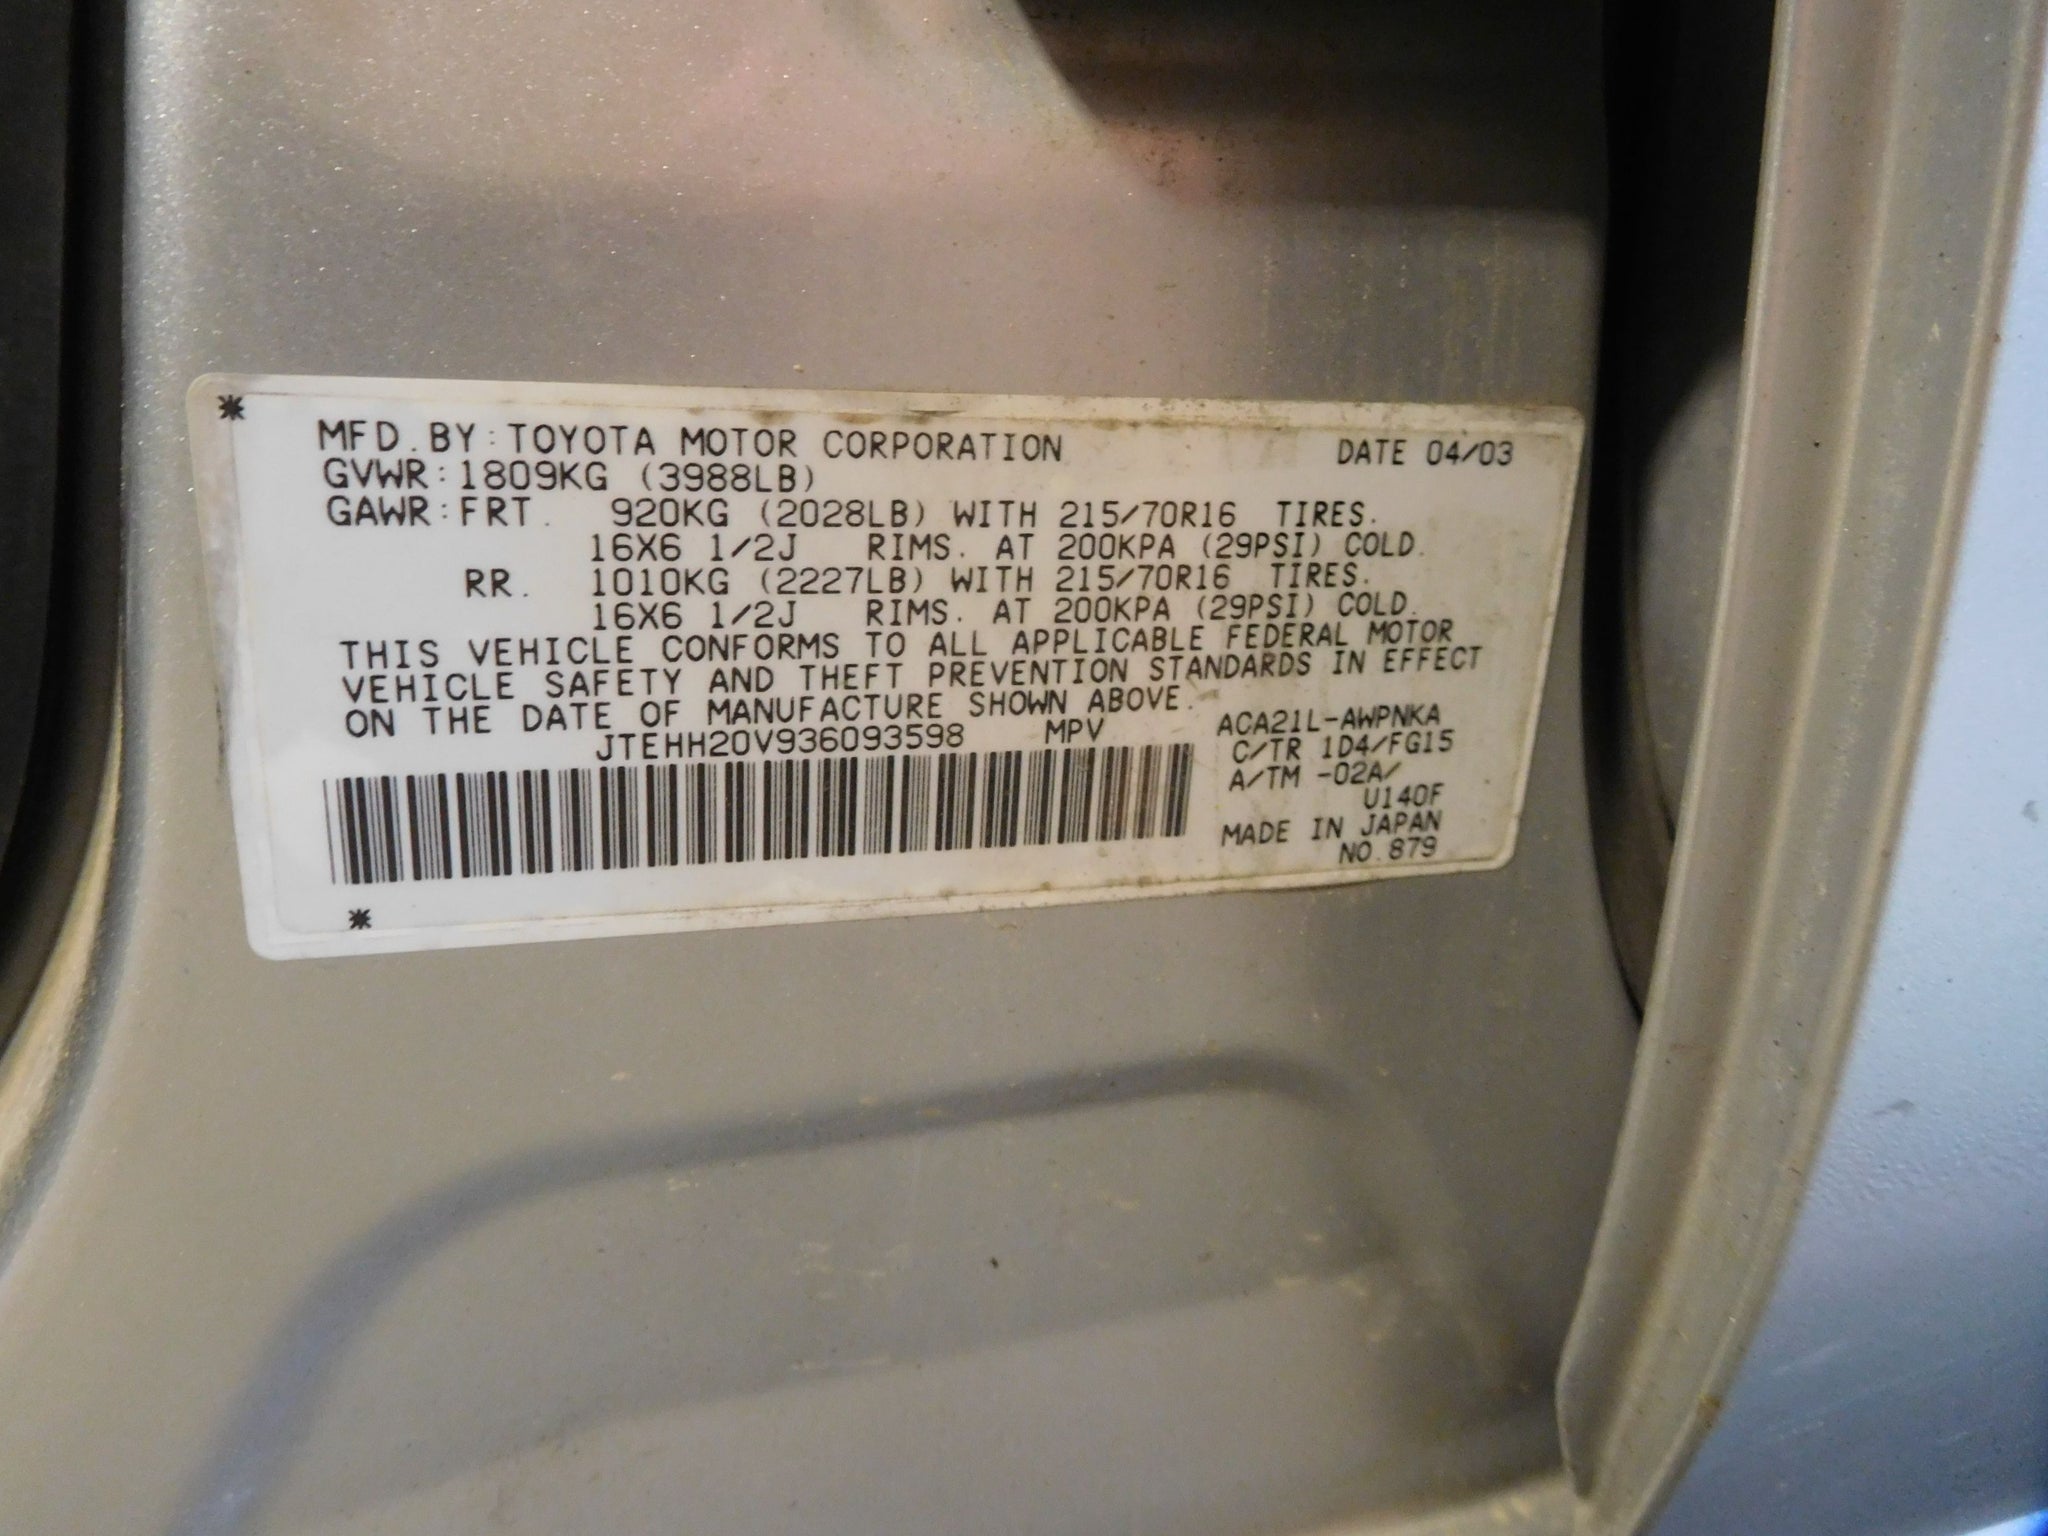 MFD. BY: TOYOTA MOTOR CORPORATION DATE 04/03
GVWR: 1809KG (3988LB)
GAWR: FRT. 920KG (2028LB) WITH 215/70R16 TIRES.
16X6 1/2J RIMS. AT 200KPA (29PSI) COLD.
RR. 1010KG (2227LB) WITH 215/70R16 TIRES.
16X6 1/2J RIMS. AT 200KPA (29PSI) COLD.
THIS VEHICLE CONFORMS TO ALL APPLICABLE FEDERAL MOTOR
VEHICLE SAFETY AND THEFT PREVENTION STANDARDS IN EFFECT
ON THE DATE OF MANUFACTURE SHOWN ABOVE.
JTEHH20V936093598 MPV ACA21L-AWPNKA
C/TR 1D4/FG15
A/TM -02A/
U140F
MADE IN JAPAN
NO. 879